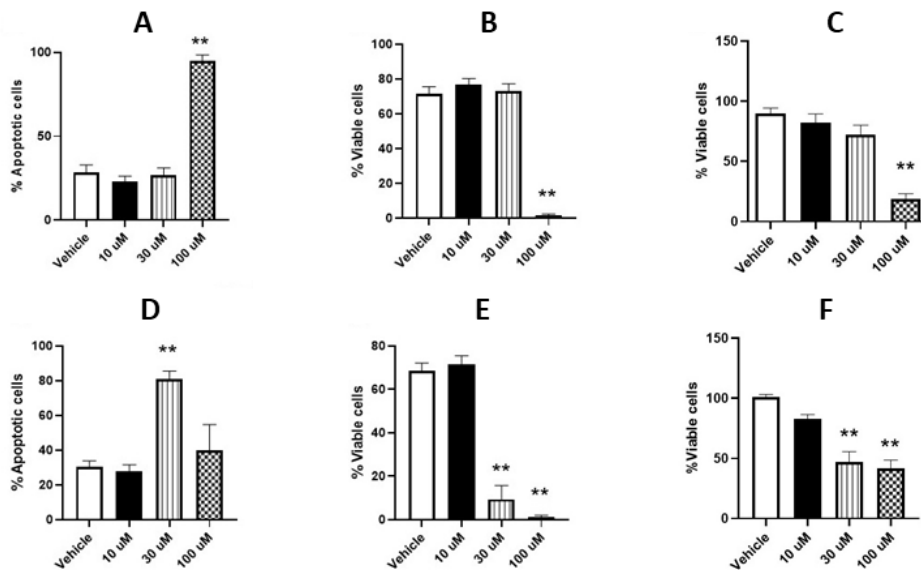 A
% Apoptotic cells
100
50
0
**
Vehicle
10 uM
30 uM
100 uM
B
% Viable cells
100
80
60
40
20
0
**
Vehicle
10 uM
30 uM
100 uM
C
% Viable cells
150
100
50
0
**
Vehicle
10 uM
30 uM
100 uM
D
% Apoptotic cells
100
80
60
40
20
0
**
Vehicle
10 uM
30 uM
100 uM
E
% Viable cells
80
60
40
20
0
**
**
Vehicle
10 uM
30 uM
100 uM
F
%Viable cells
150
100
50
0
**
**
Vehicle
10 uM
30 uM
100 uM